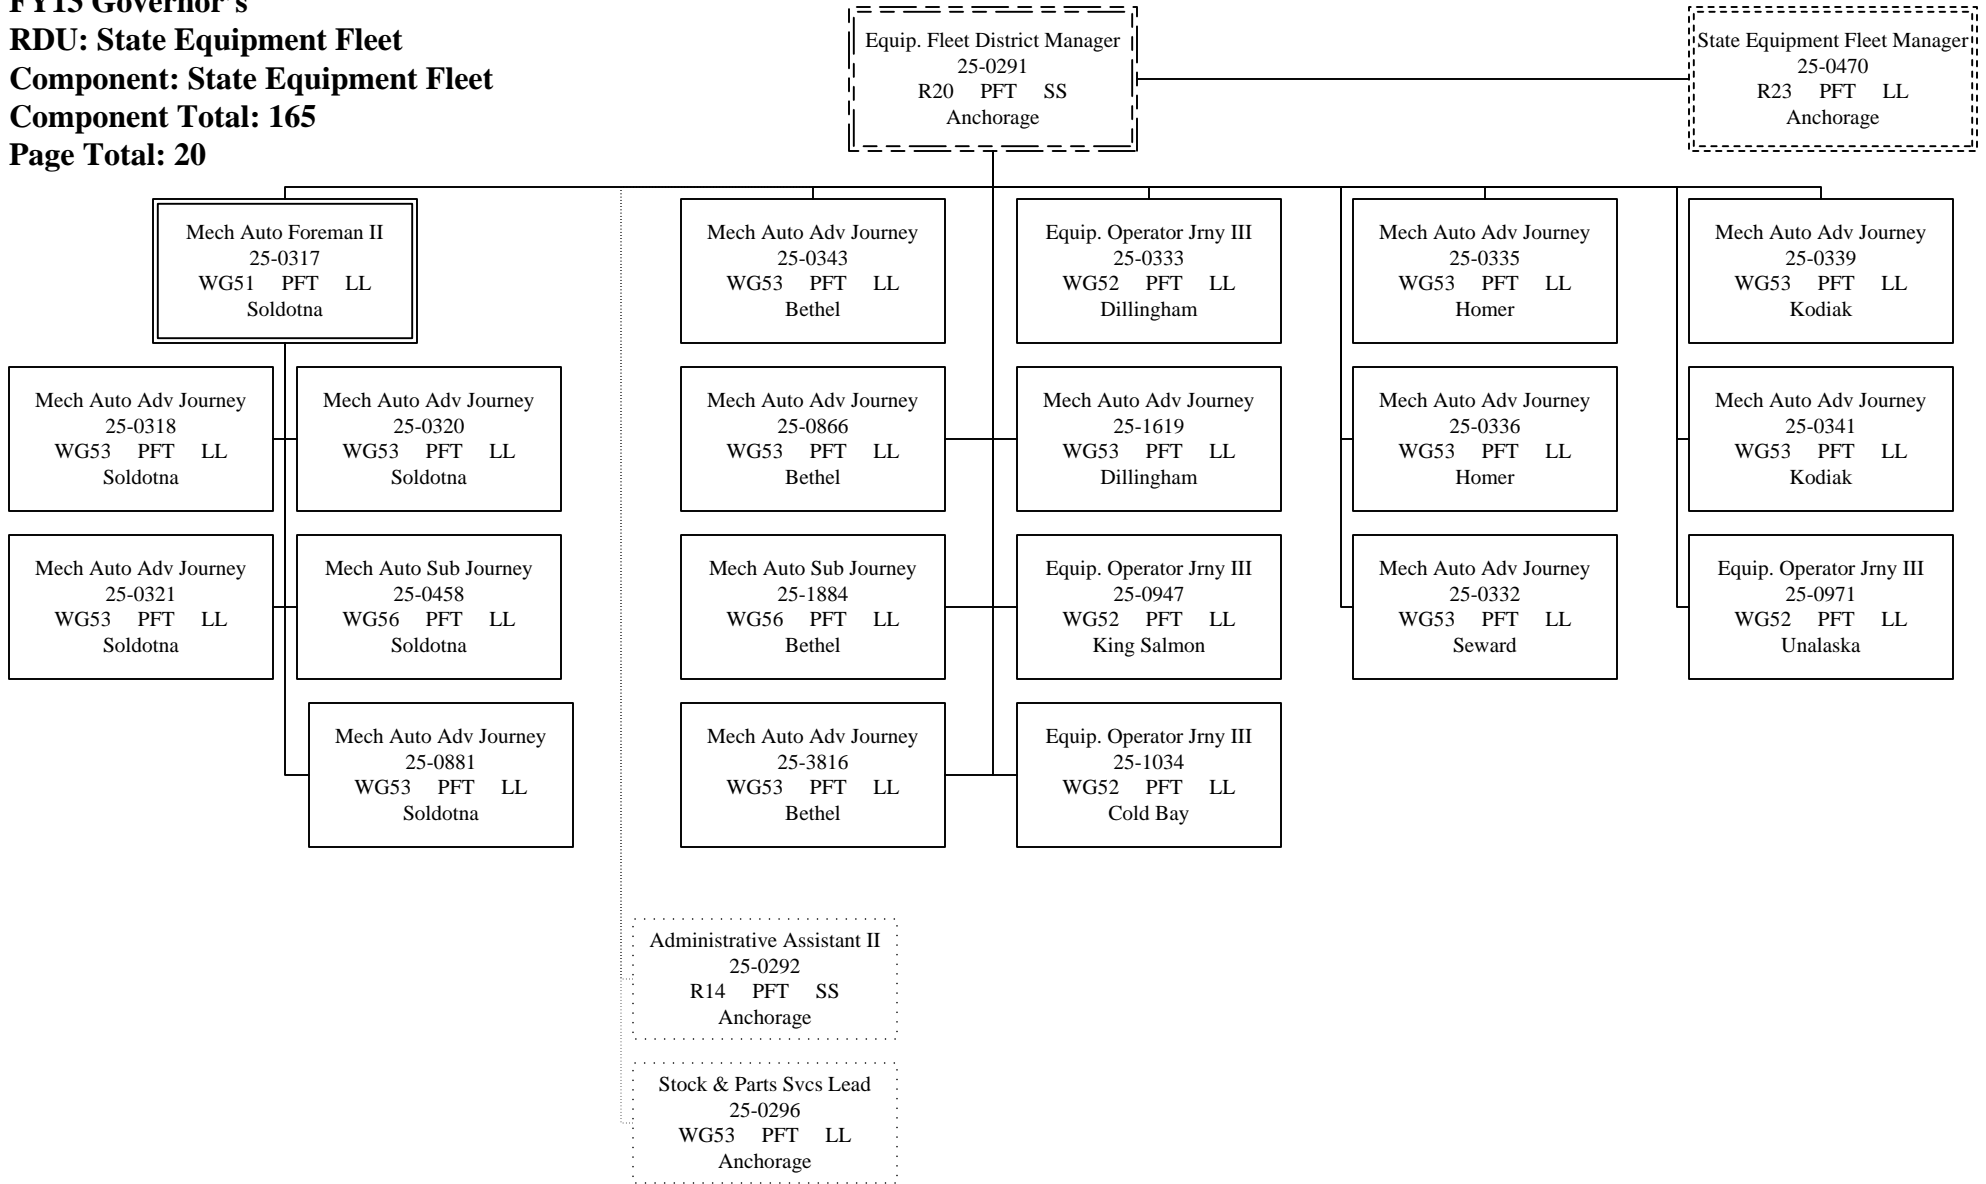 FY13 Governor's
RDU: State Equipment Fleet
Component: State Equipment Fleet
Component Total: 165
Page Total: 20
Equip. Fleet District Manager
25-0291
R20 PFT SS
Anchorage
State Equipment Fleet Manager
25-0470
R23 PFT LL
Anchorage
Mech Auto Foreman II
25-0317
WG51 PFT LL
Soldotna
Mech Auto Adv Journey
25-0343
WG53 PFT LL
Bethel
Equip. Operator Jrny III
25-0333
WG52 PFT LL
Dillingham
Mech Auto Adv Journey
25-0335
WG53 PFT LL
Homer
Mech Auto Adv Journey
25-0339
WG53 PFT LL
Kodiak
Mech Auto Adv Journey
25-0318
WG53 PFT LL
Soldotna
Mech Auto Adv Journey
25-0320
WG53 PFT LL
Soldotna
Mech Auto Adv Journey
25-0866
WG53 PFT LL
Bethel
Mech Auto Adv Journey
25-1619
WG53 PFT LL
Dillingham
Mech Auto Adv Journey
25-0336
WG53 PFT LL
Homer
Mech Auto Adv Journey
25-0341
WG53 PFT LL
Kodiak
Mech Auto Adv Journey
25-0321
WG53 PFT LL
Soldotna
Mech Auto Sub Journey
25-0458
WG56 PFT LL
Soldotna
Mech Auto Sub Journey
25-1884
WG56 PFT LL
Bethel
Equip. Operator Jrny III
25-0947
WG52 PFT LL
King Salmon
Mech Auto Adv Journey
25-0332
WG53 PFT LL
Seward
Equip. Operator Jrny III
25-0971
WG52 PFT LL
Unalaska
Mech Auto Adv Journey
25-0881
WG53 PFT LL
Soldotna
Mech Auto Adv Journey
25-3816
WG53 PFT LL
Bethel
Equip. Operator Jrny III
25-1034
WG52 PFT LL
Cold Bay
Administrative Assistant II
25-0292
R14 PFT SS
Anchorage
Stock & Parts Svcs Lead
25-0296
WG53 PFT LL
Anchorage